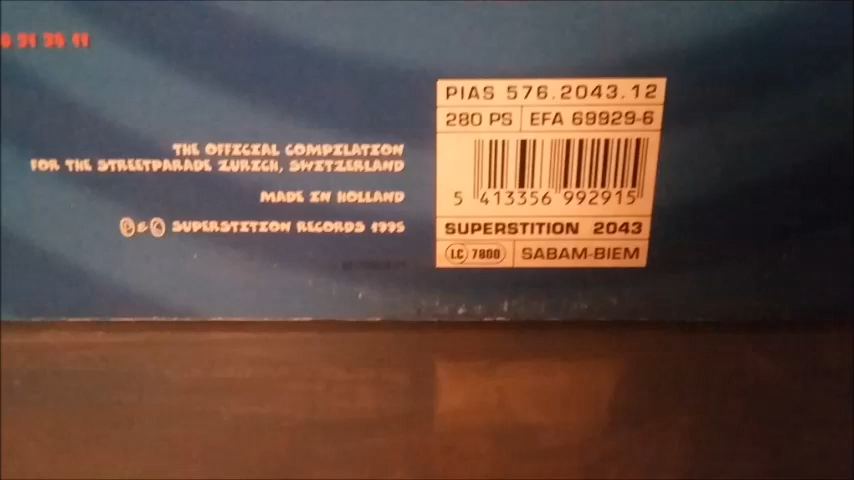 THE OFFICIAL COMPILATION
FOR THE STREETPARADE ZURICH, SWITZERLAND
MADE IN HOLLAND
℗ & © SUPERSTITION RECORDS 1995
PIAS 576.2043.12
280 PS EFA 69929-6
5 413356 992915
SUPERSTITION 2043
LC 7800 SABAM-BIEM